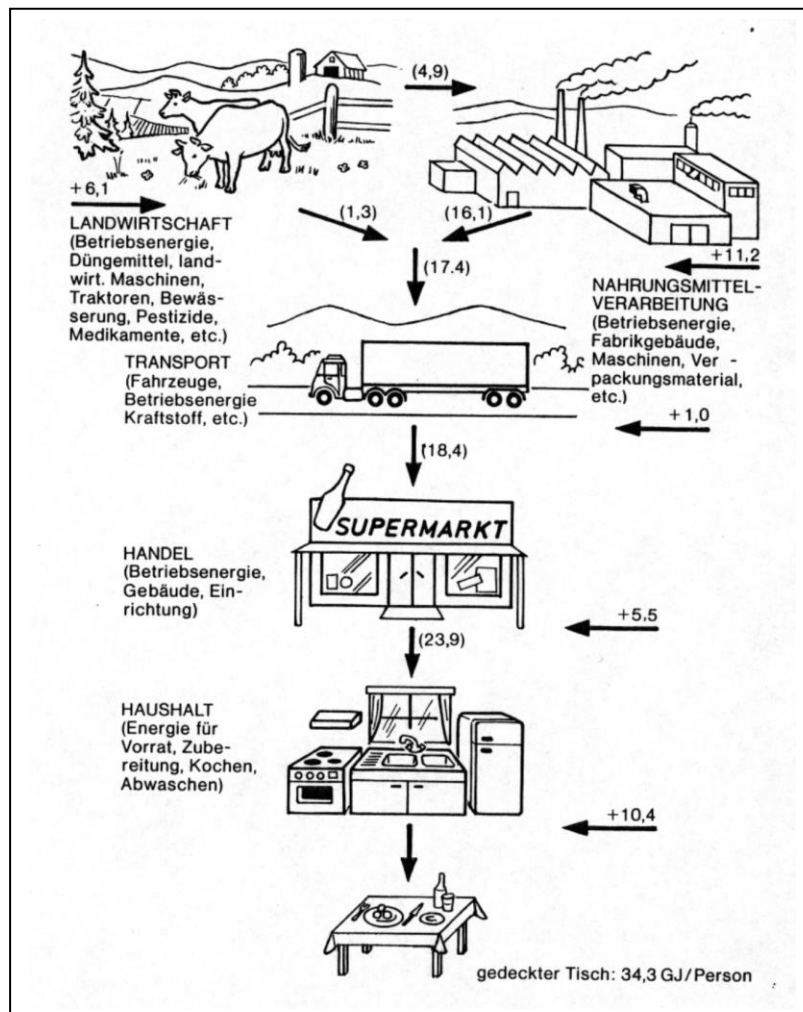 (4,9)
+6,1
(1,3)
(16,1)
LANDWIRTSCHAFT
(Betriebsenergie,
Düngemittel, land-
wirt. Maschinen,
Traktoren, Bewäs-
serung, Pestizide,
Medikamente, etc.)
+11,2
(17.4)
NAHRUNGSMITTEL-
VERARBEITUNG
(Betriebsenergie,
Fabrikgebäude,
Maschinen, Ver -
packungsmaterial,
etc.)
TRANSPORT
(Fahrzeuge,
Betriebsenergie
Kraftstoff, etc.)
+1,0
(18,4)
SUPERMARKT
HANDEL
(Betriebsenergie,
Gebäude, Ein-
richtung)
+5,5
(23,9)
HAUSHALT
(Energie für
Vorrat, Zube-
reitung, Kochen,
Abwaschen)
+10,4
gedeckter Tisch: 34,3 GJ/Person